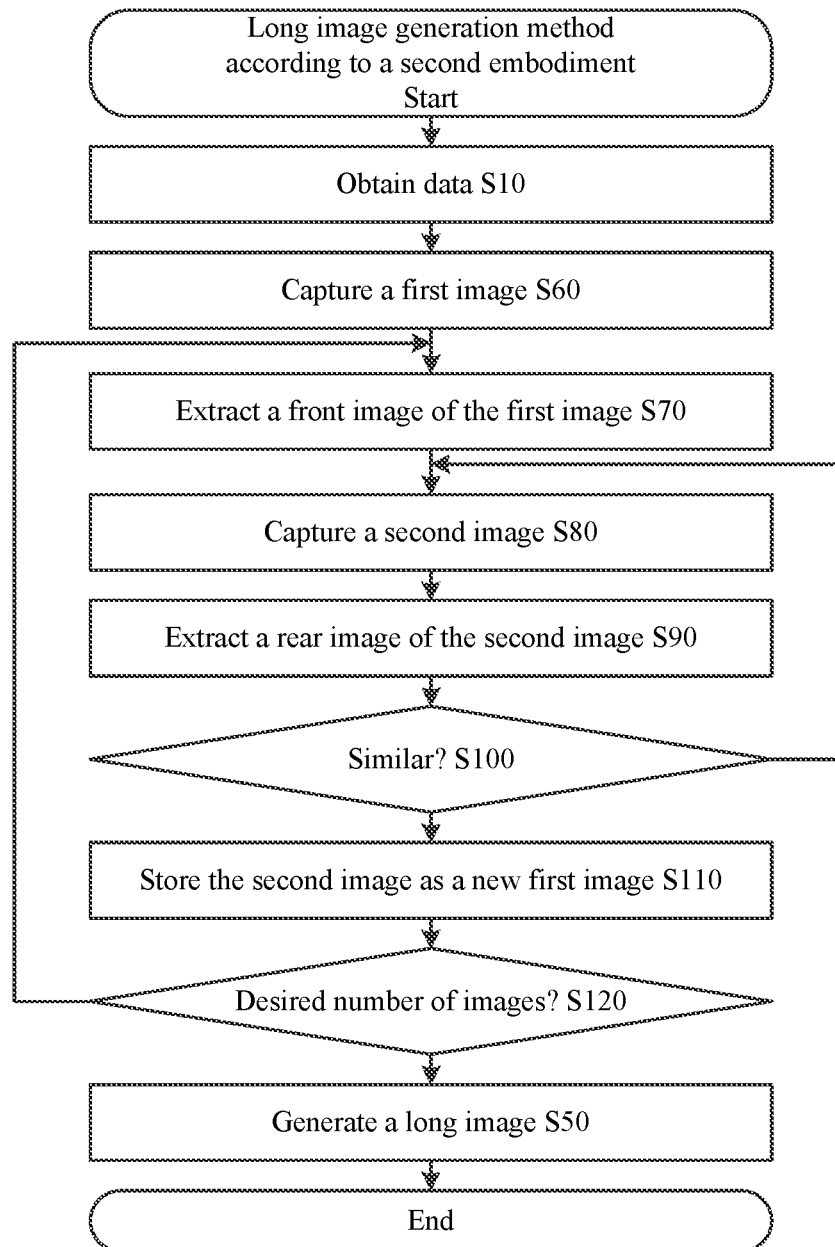 Long image generation method
according to a second embodiment
Start
Obtain data S10
Capture a first image S60
Extract a front image of the first image S70
Capture a second image S80
Extract a rear image of the second image S90
Similar? S100
Store the second image as a new first image S110
Desired number of images? S120
Generate a long image S50
End